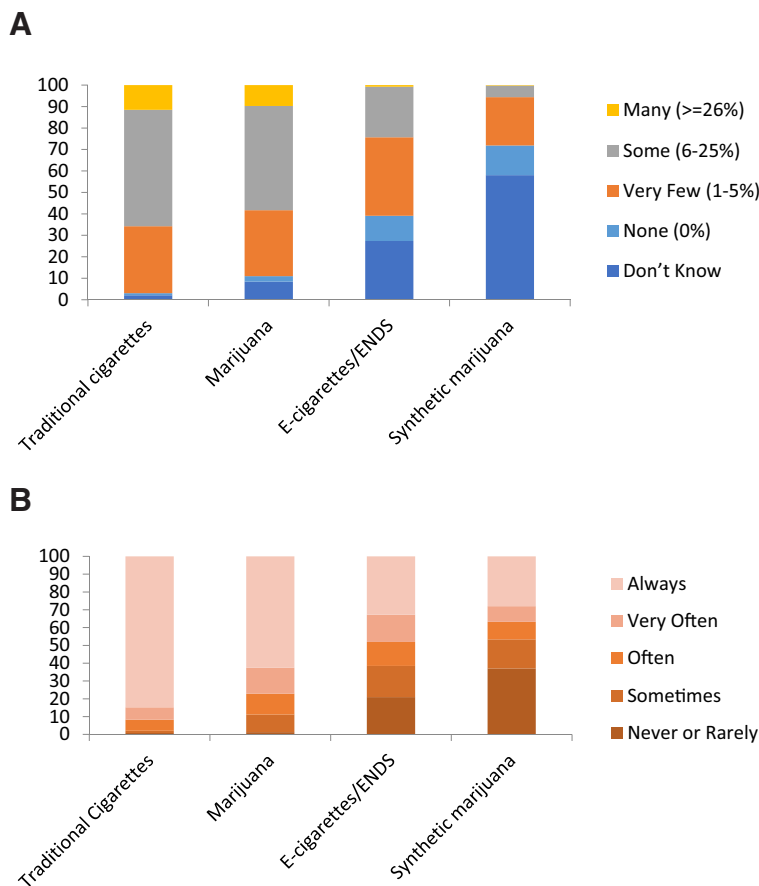 A
100
90
80
70
60
50
40
30
20
10
0
Traditional cigarettes
Marijuana
E-cigarettes/ENDS
Synthetic marijuana
Many (>=26%)
Some (6-25%)
Very Few (1-5%)
None (0%)
Don't Know
B
100
90
80
70
60
50
40
30
20
10
0
Traditional Cigarettes
Marijuana
E-cigarettes/ENDS
Synthetic marijuana
Always
Very Often
Often
Sometimes
Never or Rarely